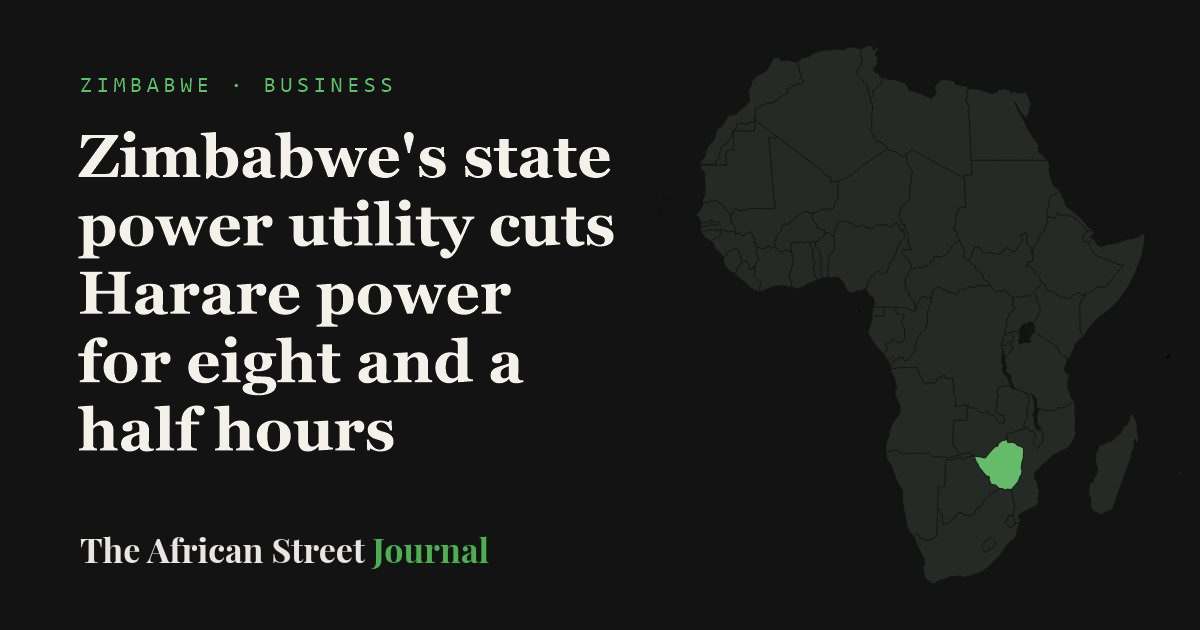 ZIMBABWE · BUSINESS
Zimbabwe's state
power utility cuts
Harare power
for eight and a
half hours
The African Street Journal